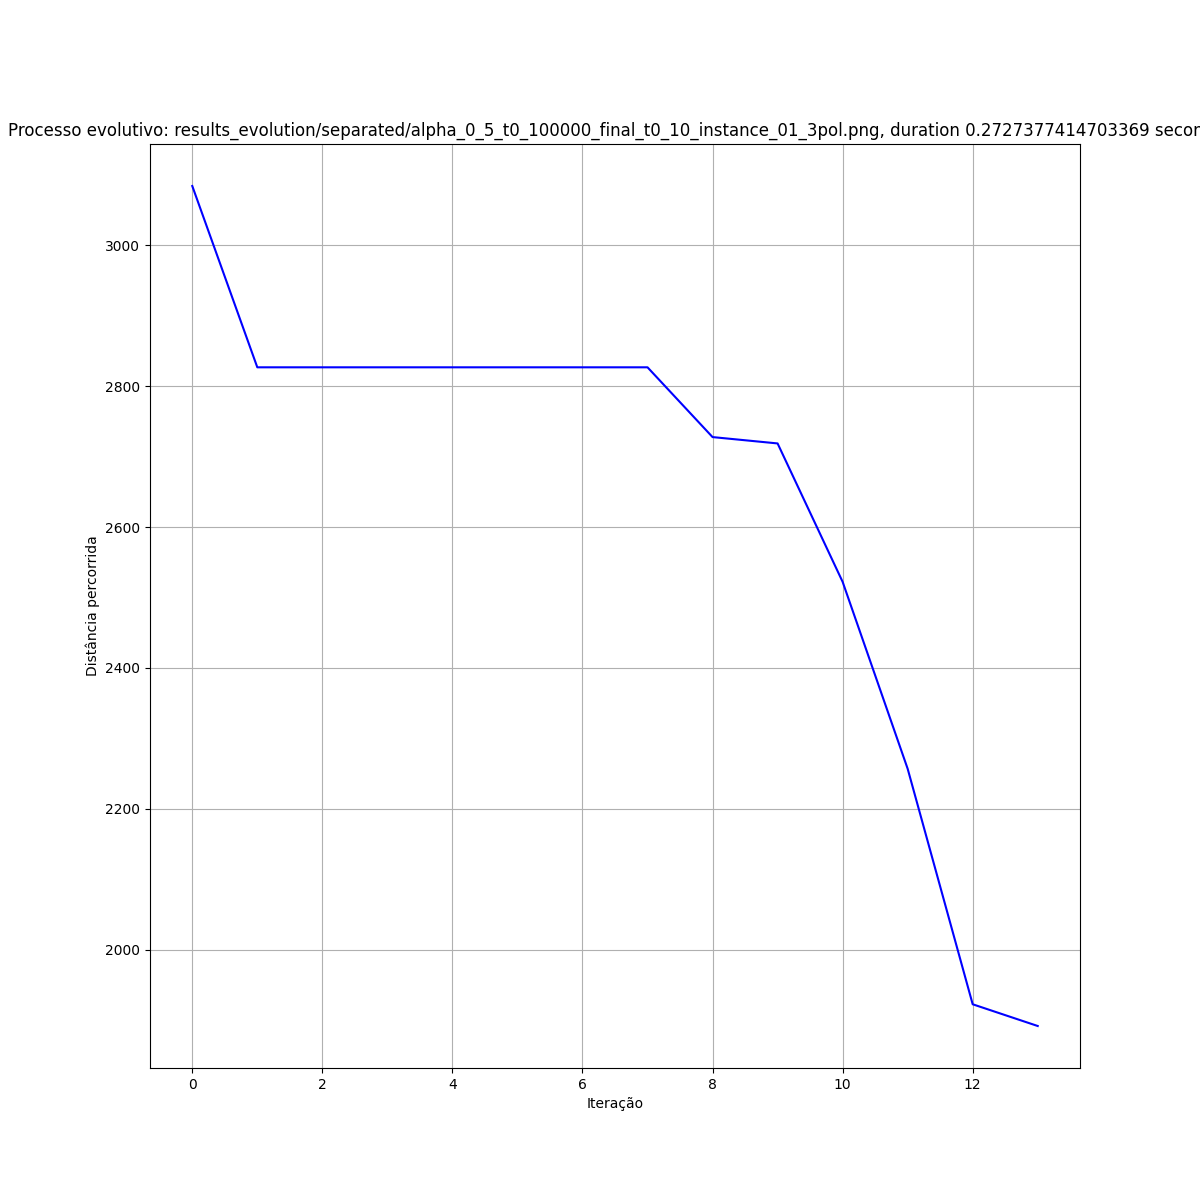 Processo evolutivo: results_evolution/separated/alpha_0_5_t0_100000_final_t0_10_instance_01_3pol.png, duration 0.2727377414703369 secor
3000
2800
2600
2400
2200
2000
Distância percorrida
0 2 4 6 8 10 12
Iteração